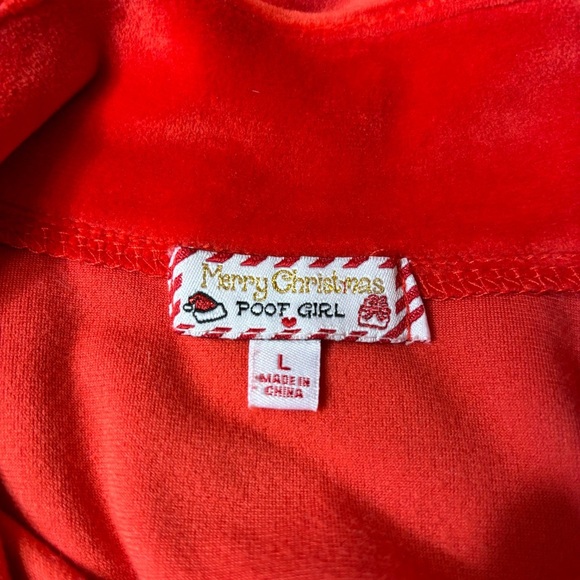 Merry Christmas
POOF GIRL
L
MADE IN
CHINA